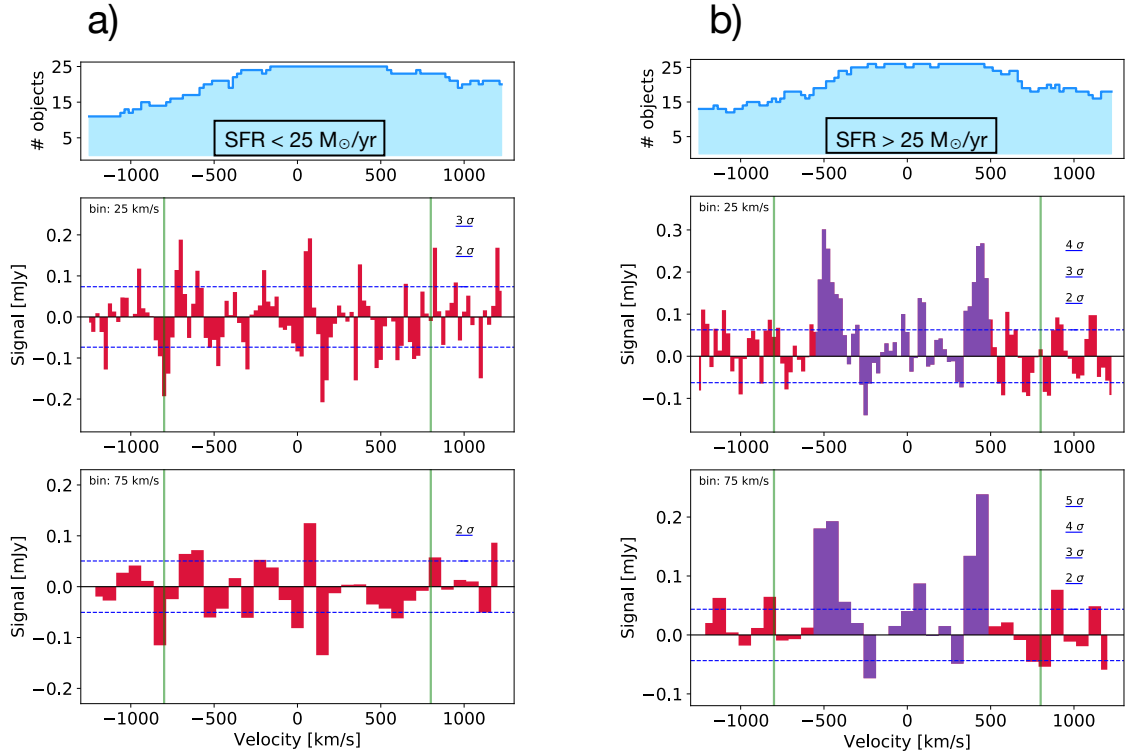 a)
# objects
25
15
5
SFR < 25 M⊙/yr
−1000 −500 0 500 1000
bin: 25 km/s
Signal [mJy]
0.2
0.1
0.0
−0.1
−0.2
3 σ
2 σ
−1000 −500 0 500 1000
bin: 75 km/s
Signal [mJy]
0.2
0.1
0.0
−0.1
−0.2
2 σ
−1000 −500 0 500 1000
Velocity [km/s]
b)
# objects
25
15
5
SFR > 25 M⊙/yr
−1000 −500 0 500 1000
bin: 25 km/s
Signal [mJy]
0.3
0.2
0.1
0.0
−0.1
4 σ
3 σ
2 σ
−1000 −500 0 500 1000
bin: 75 km/s
Signal [mJy]
0.2
0.1
0.0
−0.1
5 σ
4 σ
3 σ
2 σ
−1000 −500 0 500 1000
Velocity [km/s]